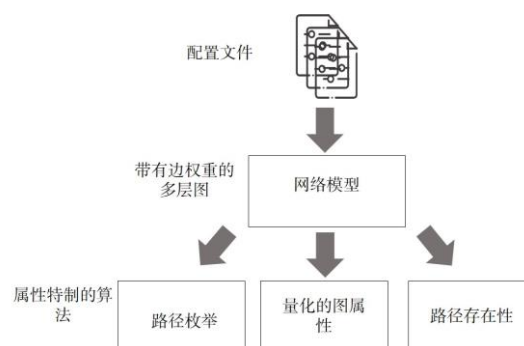 配置文件
带有边权重的
多层图
网络模型
属性特制的算
法
路径枚举
量化的图属
性
路径存在性